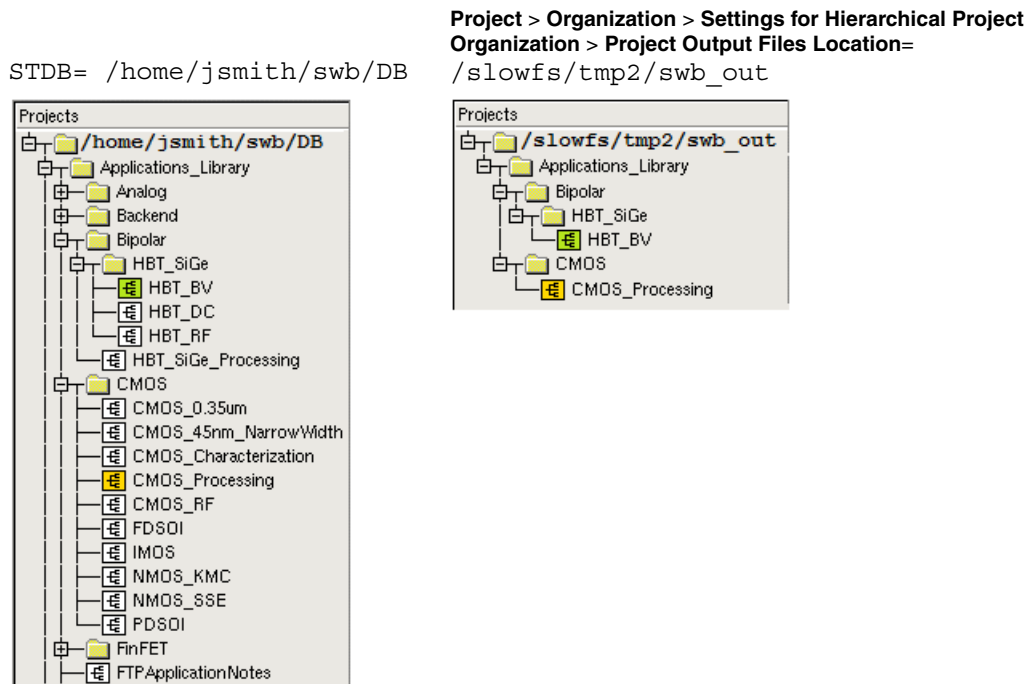 Project > Organization > Settings for Hierarchical Project
Organization > Project Output Files Location=
STDB= /home/jsmith/swb/DB
/slowfs/tmp2/swb_out
Projects
/home/jsmith/swb/DB
Applications_Library
Analog
Backend
Bipolar
HBT_SiGe
HBT_BV
HBT_DC
HBT_RF
HBT_SiGe_Processing
CMOS
CMOS_0.35um
CMOS_45nm_NarrowWidth
CMOS_Characterization
CMOS_Processing
CMOS_RF
FDSOI
IMOS
NMOS_KMC
NMOS_SSE
PDSOI
FinFET
FTPApplicationNotes
Projects
/slowfs/tmp2/swb_out
Applications_Library
Bipolar
HBT_SiGe
HBT_BV
CMOS
CMOS_Processing